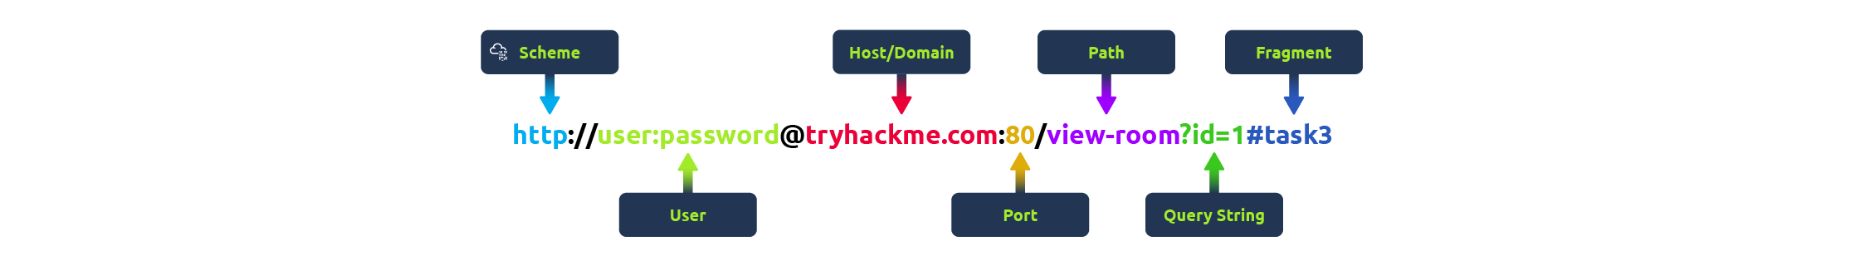 Scheme Host/Domain Path Fragment
http://user:password@tryhackme.com:80/view-room?id=1#task3
User Port Query String